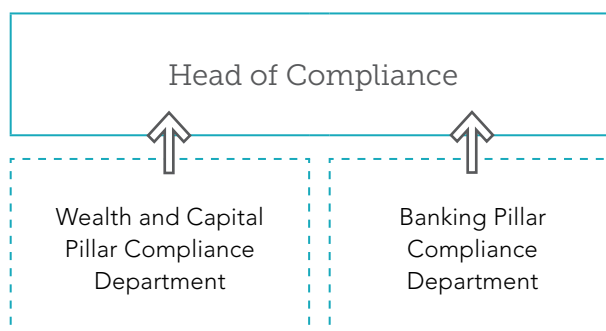 Head of Compliance
Wealth and Capital
Pillar Compliance
Department
Banking Pillar
Compliance
Department